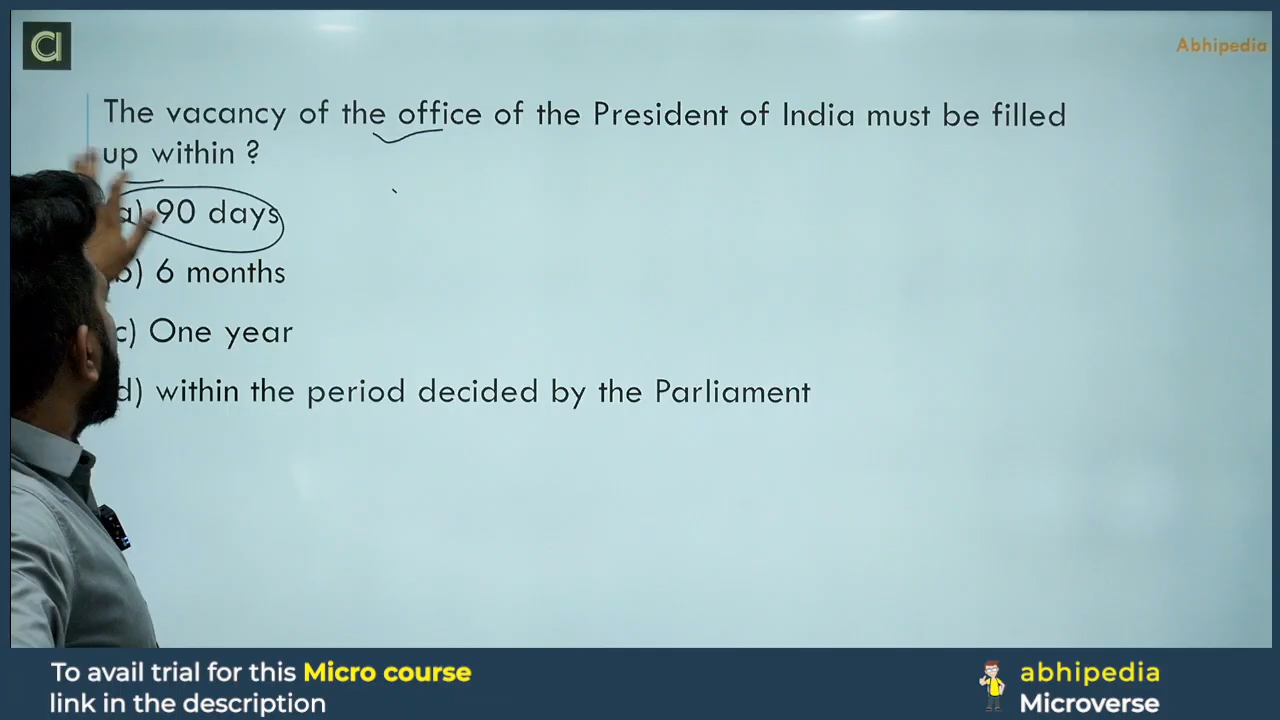 a
Abhipedia
The vacancy of the office of the President of India must be filled
up within ?
a) 90 days
b) 6 months
c) One year
d) within the period decided by the Parliament
To avail trial for this Micro course
link in the description
abhipedia
Microverse